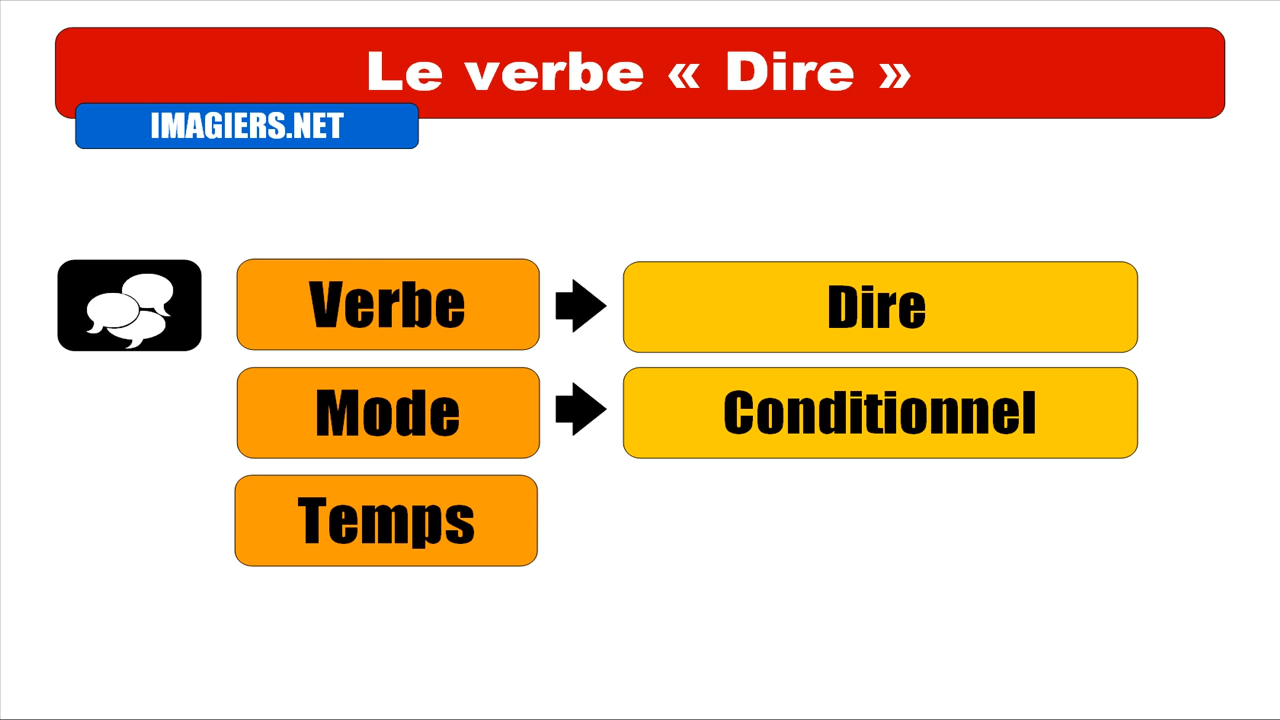 Le verbe « Dire »
IMAGIERS.NET
Verbe
Dire
Mode
Conditionnel
Temps